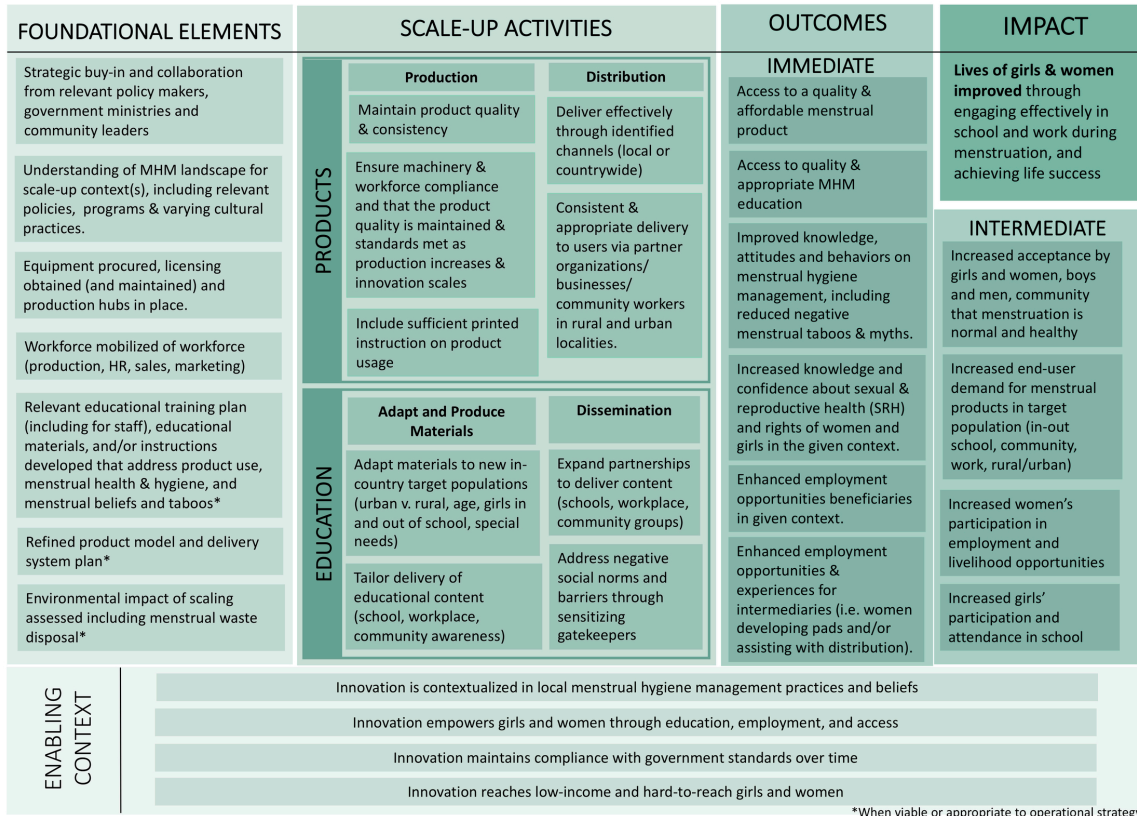 FOUNDATIONAL ELEMENTS
Strategic buy-in and collaboration
from relevant policy makers,
government ministries and
community leaders
Understanding of MHM landscape for
scale-up context(s), including relevant
policies, programs & varying cultural
practices.
Equipment procured, licensing
obtained (and maintained) and
production hubs in place.
Workforce mobilized of workforce
(production, HR, sales, marketing)
Relevant educational training plan
(including for staff), educational
materials, and/or instructions
developed that address product use,
menstrual health & hygiene, and
menstrual beliefs and taboos*
Refined product model and delivery
system plan*
Environmental impact of scaling
assessed including menstrual waste
disposal*
SCALE-UP ACTIVITIES
PRODUCTS
Production
Maintain product quality
& consistency
Ensure machinery &
workforce compliance
and that the product
quality is maintained &
standards met as
production increases &
innovation scales
Include sufficient printed
instruction on product
usage
Distribution
Deliver effectively
through identified
channels (local or
countrywide)
Consistent &
appropriate delivery
to users via partner
organizations/
businesses/
community workers
in rural and urban
localities.
EDUCATION
Adapt and Produce
Materials
Adapt materials to new in-
country target populations
(urban v. rural, age, girls in
and out of school, special
needs)
Tailor delivery of
educational content
(school, workplace,
community awareness)
Dissemination
Expand partnerships
to deliver content
(schools, workplace,
community groups)
Address negative
social norms and
barriers through
sensitizing
gatekeepers
OUTCOMES
IMMEDIATE
Access to a quality &
affordable menstrual
product
Access to quality &
appropriate MHM
education
Improved knowledge,
attitudes and behaviors on
menstrual hygiene
management, including
reduced negative
menstrual taboos & myths.
Increased knowledge and
confidence about sexual &
reproductive health (SRH)
and rights of women and
girls in the given context.
Enhanced employment
opportunities beneficiaries
in given context.
Enhanced employment
opportunities &
experiences for
intermediaries (i.e. women
developing pads and/or
assisting with distribution).
IMPACT
Lives of girls & women
improved through
engaging effectively in
school and work during
menstruation, and
achieving life success
INTERMEDIATE
Increased acceptance by
girls and women, boys
and men, community
that menstruation is
normal and healthy
Increased end-user
demand for menstrual
products in target
population (in-out
school, community,
work, rural/urban)
Increased women's
participation in
employment and
livelihood opportunities
Increased girls'
participation and
attendance in school
ENABLING
CONTEXT
Innovation is contextualized in local menstrual hygiene management practices and beliefs
Innovation empowers girls and women through education, employment, and access
Innovation maintains compliance with government standards over time
Innovation reaches low-income and hard-to-reach girls and women
*When viable or appropriate to operational strategy